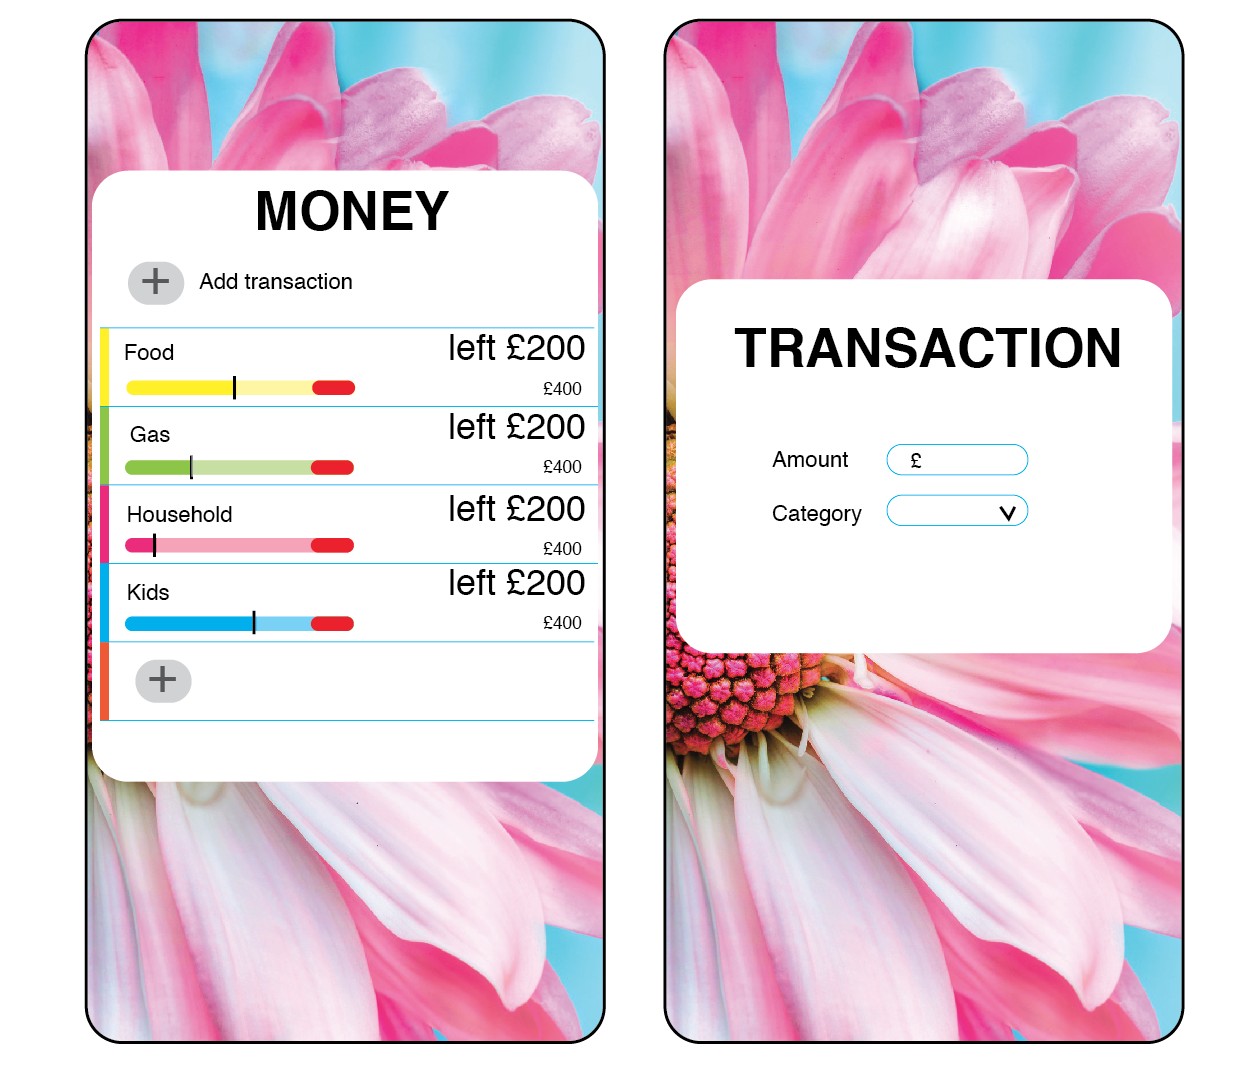 MONEY
+ Add transaction
Food
left £200
£400
Gas
left £200
£400
Household
left £200
£400
Kids
left £200
£400
+
TRANSACTION
Amount £
Category